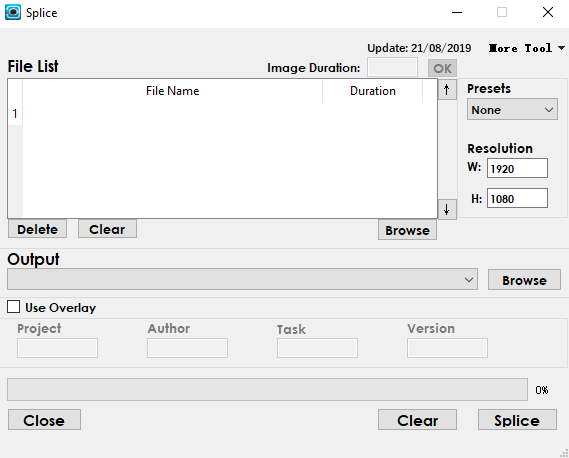 Splice
Update: 21/08/2019 More Tool
File List
Image Duration: OK
File Name Duration
1
Presets
None
Resolution
W: 1920
H: 1080
Delete Clear Browse
Output
Browse
Use Overlay
Project Author Task Version
0%
Close Clear Splice